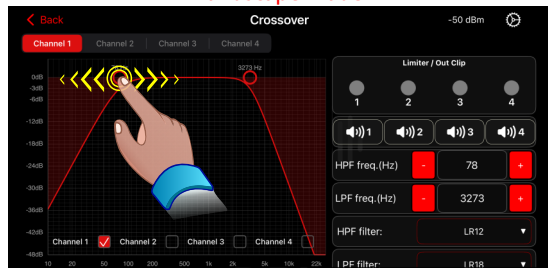 Back
Crossover
-50 dBm
Channel 1 Channel 2 Channel 3 Channel 4
3273 Hz
0dB
-3dB
-6dB
-12dB
-18dB
-24dB
-30dB
-36dB
-42dB
-48dB
Channel 1 Channel 2 Channel 3 Channel 4
10 20 50 100 200 500 1k 2k 5k 10k 22k
Limiter / Out Clip
1 2 3 4
1 2 3 4
HPF freq.(Hz) - 78 +
LPF freq.(Hz) - 3273 +
HPF filter: LR12
LPF filter: LR18